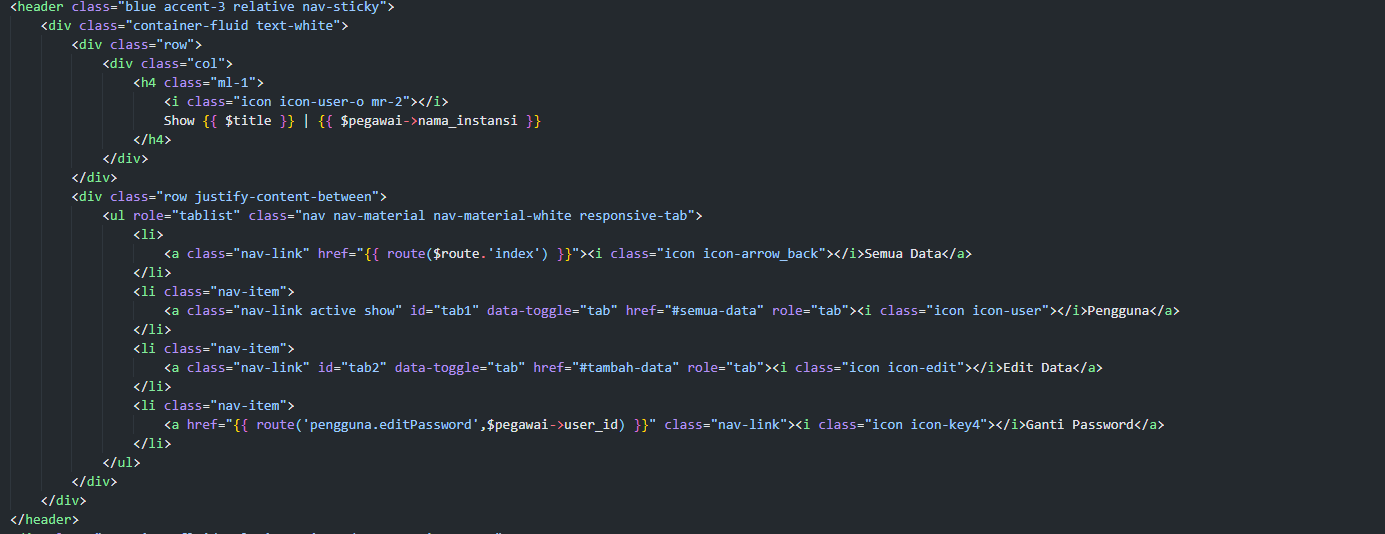 <header class="blue accent-3 relative nav-sticky">
<div class="container-fluid text-white">
<div class="row">
<div class="col">
<h4 class="ml-1">
<i class="icon icon-user-o mr-2"></i>
Show {{ $title }} | {{ $pegawai->nama_instansi }}
</h4>
</div>
</div>
<div class="row justify-content-between">
<ul role="tablist" class="nav nav-material nav-material-white responsive-tab">
<li>
<a class="nav-link" href="{{ route($route.'index') }}"><i class="icon icon-arrow_back"></i>Semua Data</a>
</li>
<li class="nav-item">
<a class="nav-link active show" id="tab1" data-toggle="tab" href="#semua-data" role="tab"><i class="icon icon-user"></i>Pengguna</a>
</li>
<li class="nav-item">
<a class="nav-link" id="tab2" data-toggle="tab" href="#tambah-data" role="tab"><i class="icon icon-edit"></i>Edit Data</a>
</li>
<li class="nav-item">
<a href="{{ route('pengguna.editPassword',$pegawai->user_id) }}" class="nav-link"><i class="icon icon-key4"></i>Ganti Password</a>
</li>
</ul>
</div>
</div>
</header>